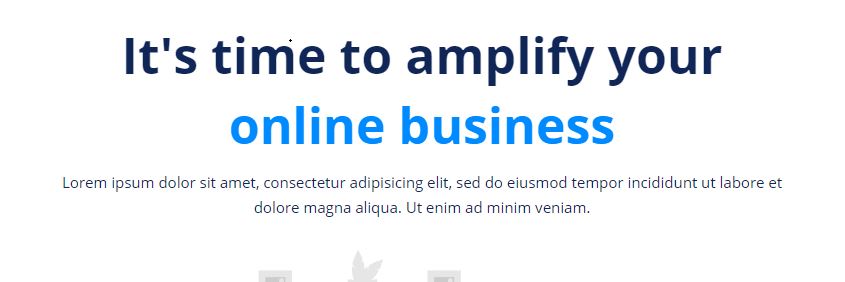 It's time to amplify your
online business
Lorem ipsum dolor sit amet, consectetur adipisicing elit, sed do eiusmod tempor incididunt ut labore et
dolore magna aliqua. Ut enim ad minim veniam.